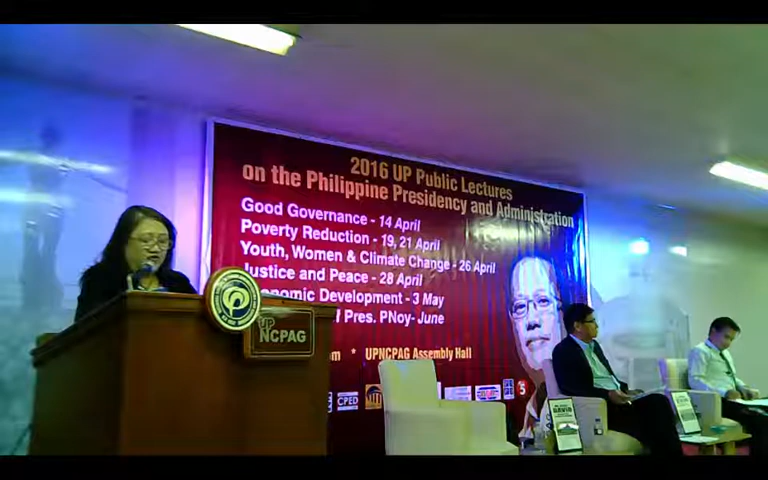 2016 UP Public Lectures
on the Philippine Presidency and Administration
Good Governance - 14 April
Poverty Reduction - 19, 21 April
Youth, Women & Climate Change - 26 April
Justice and Peace - 28 April
Development - 3 May
Pres. PNoy- June
* UPNCPAG Assembly Hall
UP
NCPAG
CPED
5